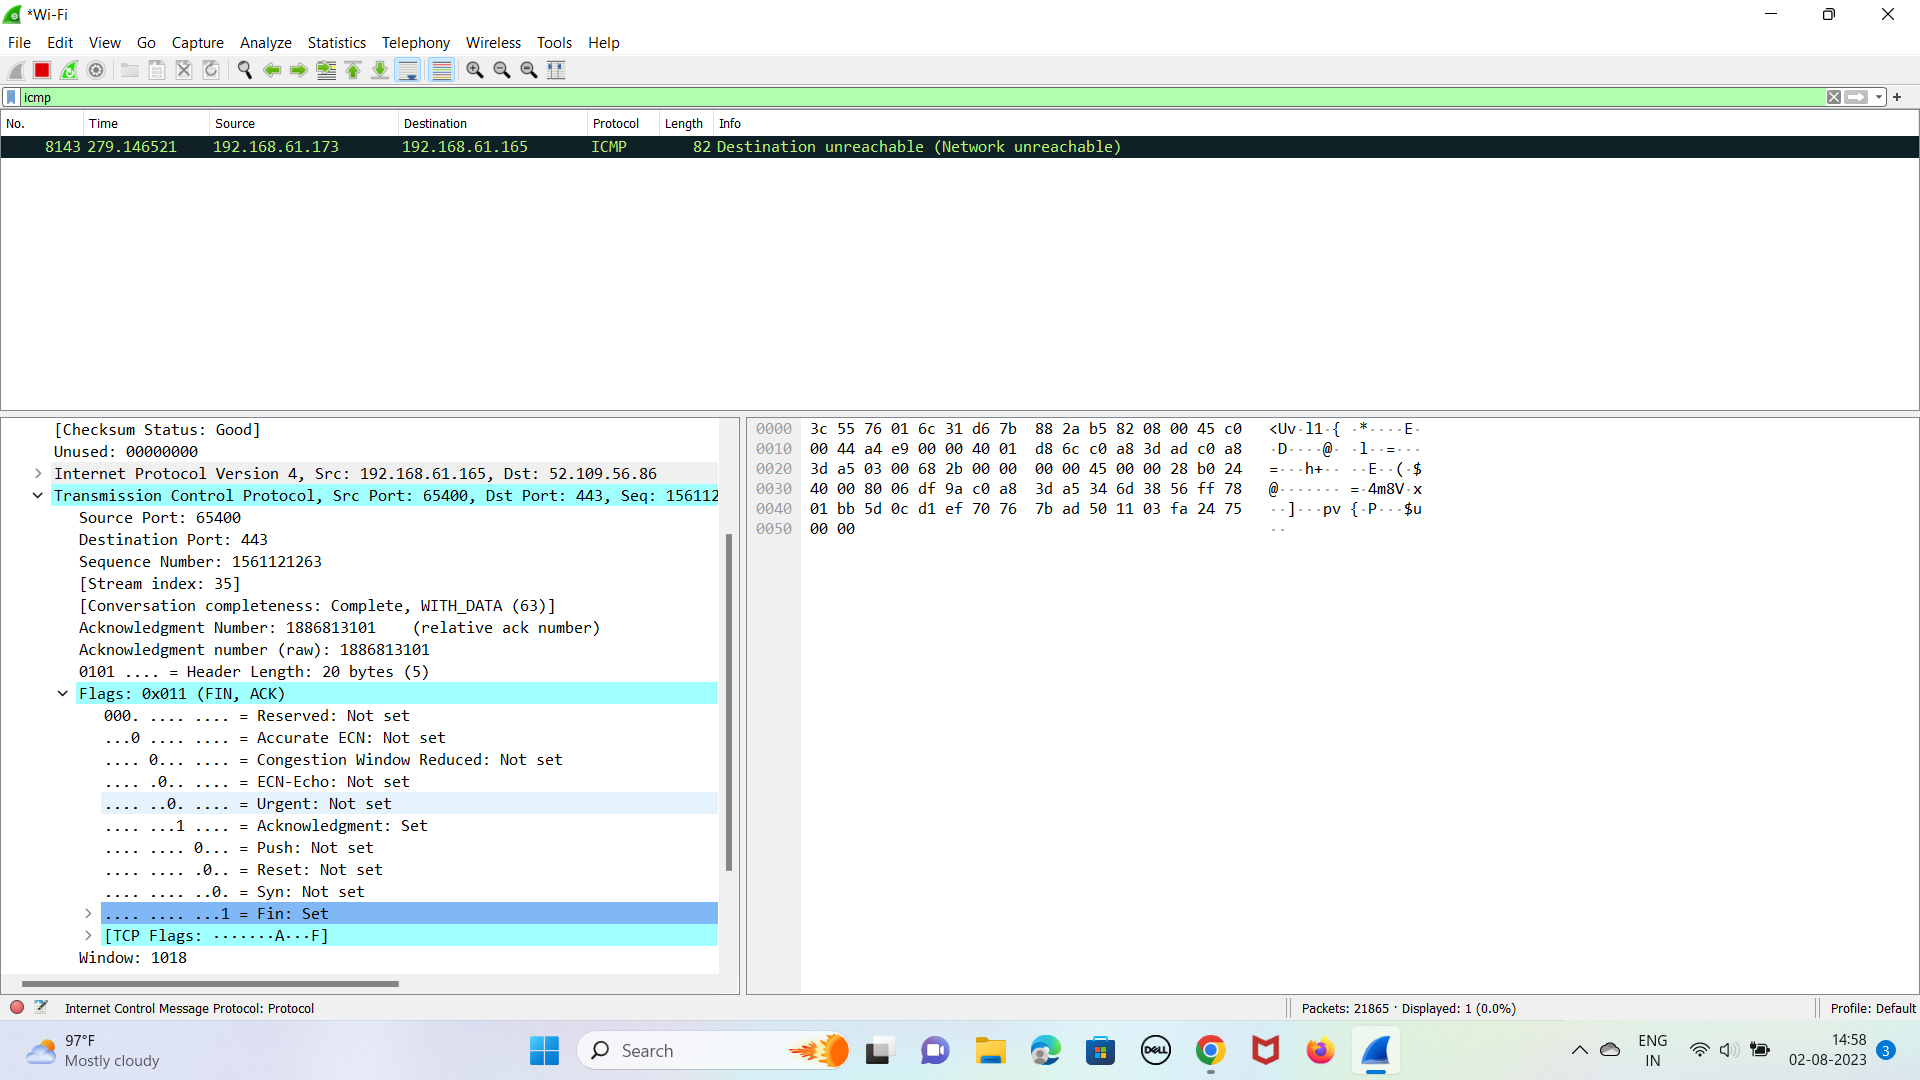 *Wi-Fi
File Edit View Go Capture Analyze Statistics Telephony Wireless Tools Help
icmp
No. Time Source Destination Protocol Length Info
8143 279.146521 192.168.61.173 192.168.61.165 ICMP 82 Destination unreachable (Network unreachable)
[Checksum Status: Good]
Unused: 00000000
Internet Protocol Version 4, Src: 192.168.61.165, Dst: 52.109.56.86
Transmission Control Protocol, Src Port: 65400, Dst Port: 443, Seq: 156112
Source Port: 65400
Destination Port: 443
Sequence Number: 1561121263
[Stream index: 35]
[Conversation completeness: Complete, WITH_DATA (63)]
Acknowledgment Number: 1886813101    (relative ack number)
Acknowledgment number (raw): 1886813101
0101 .... = Header Length: 20 bytes (5)
Flags: 0x011 (FIN, ACK)
000. .... .... = Reserved: Not set
...0 .... .... = Accurate ECN: Not set
.... 0... .... = Congestion Window Reduced: Not set
.... .0.. .... = ECN-Echo: Not set
.... ..0. .... = Urgent: Not set
.... ...1 .... = Acknowledgment: Set
.... .... 0... = Push: Not set
.... .... .0.. = Reset: Not set
.... .... ..0. = Syn: Not set
.... .... ...1 = Fin: Set
[TCP Flags: ·······A···F]
Window: 1018
0000 3c 55 76 01 6c 31 d6 7b 88 2a b5 82 08 00 45 c0 <Uv·l1·{ ·*····E·
0010 00 44 a4 e9 00 00 40 01 d8 6c c0 a8 3d ad c0 a8 ·D····@· ·l··=···
0020 3d a5 03 00 68 2b 00 00 00 00 45 00 00 28 b0 24 =···h+·· ··E··(·$
0030 40 00 80 06 df 9a c0 a8 3d a5 34 6d 38 56 ff 78 @······· =·4m8V·x
0040 01 bb 5d 0c d1 ef 70 76 7b ad 50 11 03 fa 24 75 ··]···pv {·P···$u
0050 00 00 ··
Internet Control Message Protocol: Protocol
Packets: 21865 · Displayed: 1 (0.0%)
Profile: Default
97°F
Mostly cloudy
Search
DELL
ENG
IN
14:58
02-08-2023
3